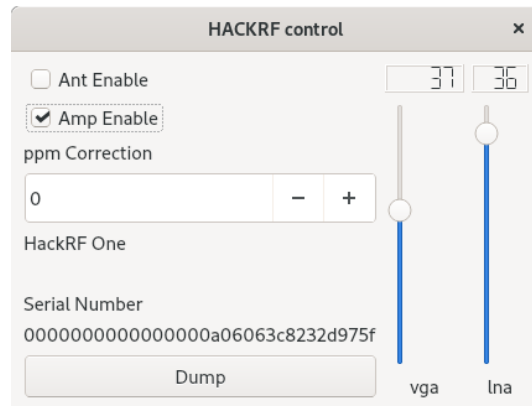 HACKRF control ×
Ant Enable 37 36
Amp Enable
ppm Correction
0 − +
HackRF One
Serial Number
0000000000000000a06063c8232d975f
Dump
vga lna